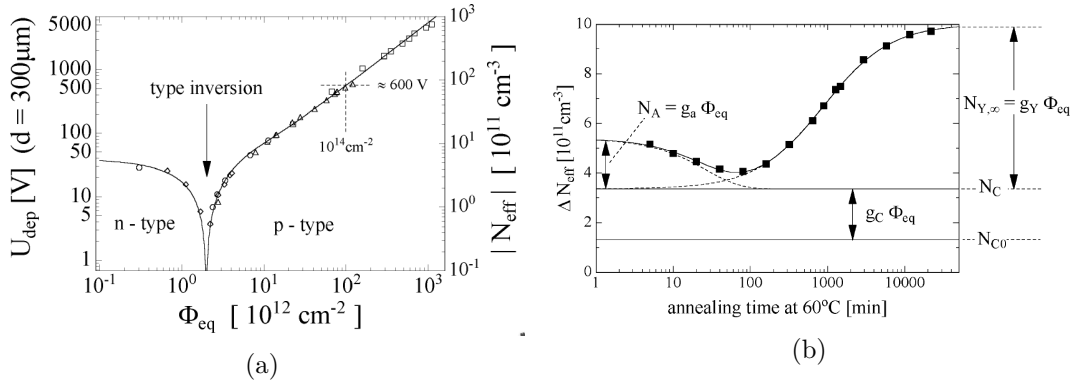 U_dep [V] (d = 300μm)
5000
1000
500
100
50
10
5
1
10^3
10^2
10^1
10^0
10^-1
| N_eff | [ 10^11 cm^-3 ]
type inversion
≈ 600 V
10^14cm^-2
n - type
p - type
10^-1 10^0 10^1 10^2 10^3
Φ_eq [ 10^12 cm^-2 ]
(a)
Δ N_eff [10^11cm^-3]
10
8
6
4
2
0
N_A = g_a Φ_eq
N_Y,∞ = g_Y Φ_eq
N_C
g_C Φ_eq
N_C0
1 10 100 1000 10000
annealing time at 60°C [min]
(b)